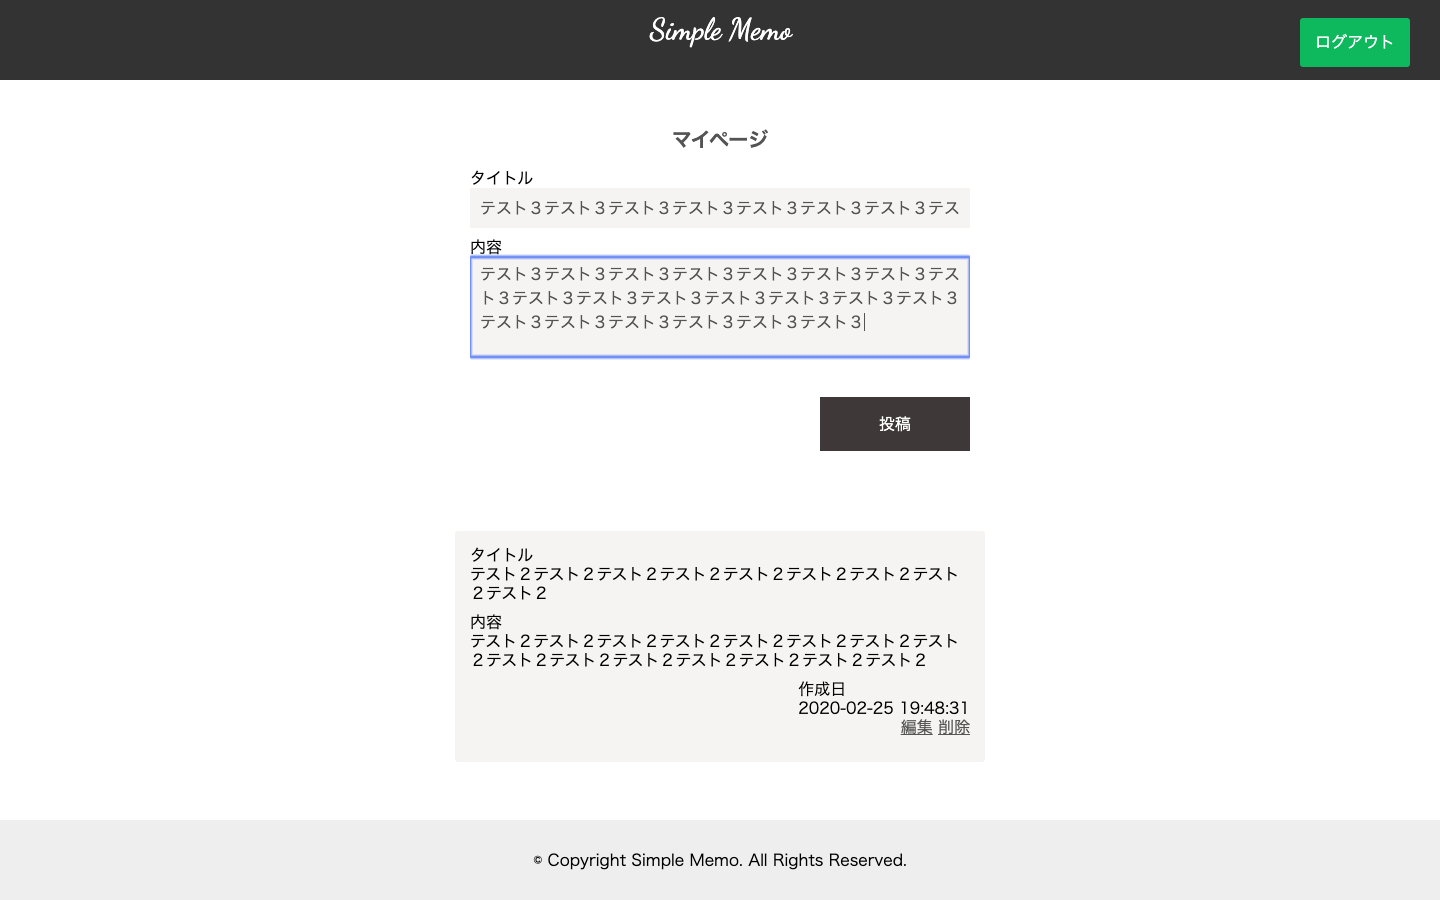 Simple Memo
ログアウト
マイページ
タイトル
テスト３テスト３テスト３テスト３テスト３テスト３テスト３テス
内容
テスト３テスト３テスト３テスト３テスト３テスト３テスト３テス
ト３テスト３テスト３テスト３テスト３テスト３テスト３テスト３
テスト３テスト３テスト３テスト３テスト３テスト３
投稿
タイトル
テスト２テスト２テスト２テスト２テスト２テスト２テスト２テスト
２テスト２
内容
テスト２テスト２テスト２テスト２テスト２テスト２テスト２テスト
２テスト２テスト２テスト２テスト２テスト２テスト２テスト２
作成日
2020-02-25 19:48:31
編集 削除
© Copyright Simple Memo. All Rights Reserved.